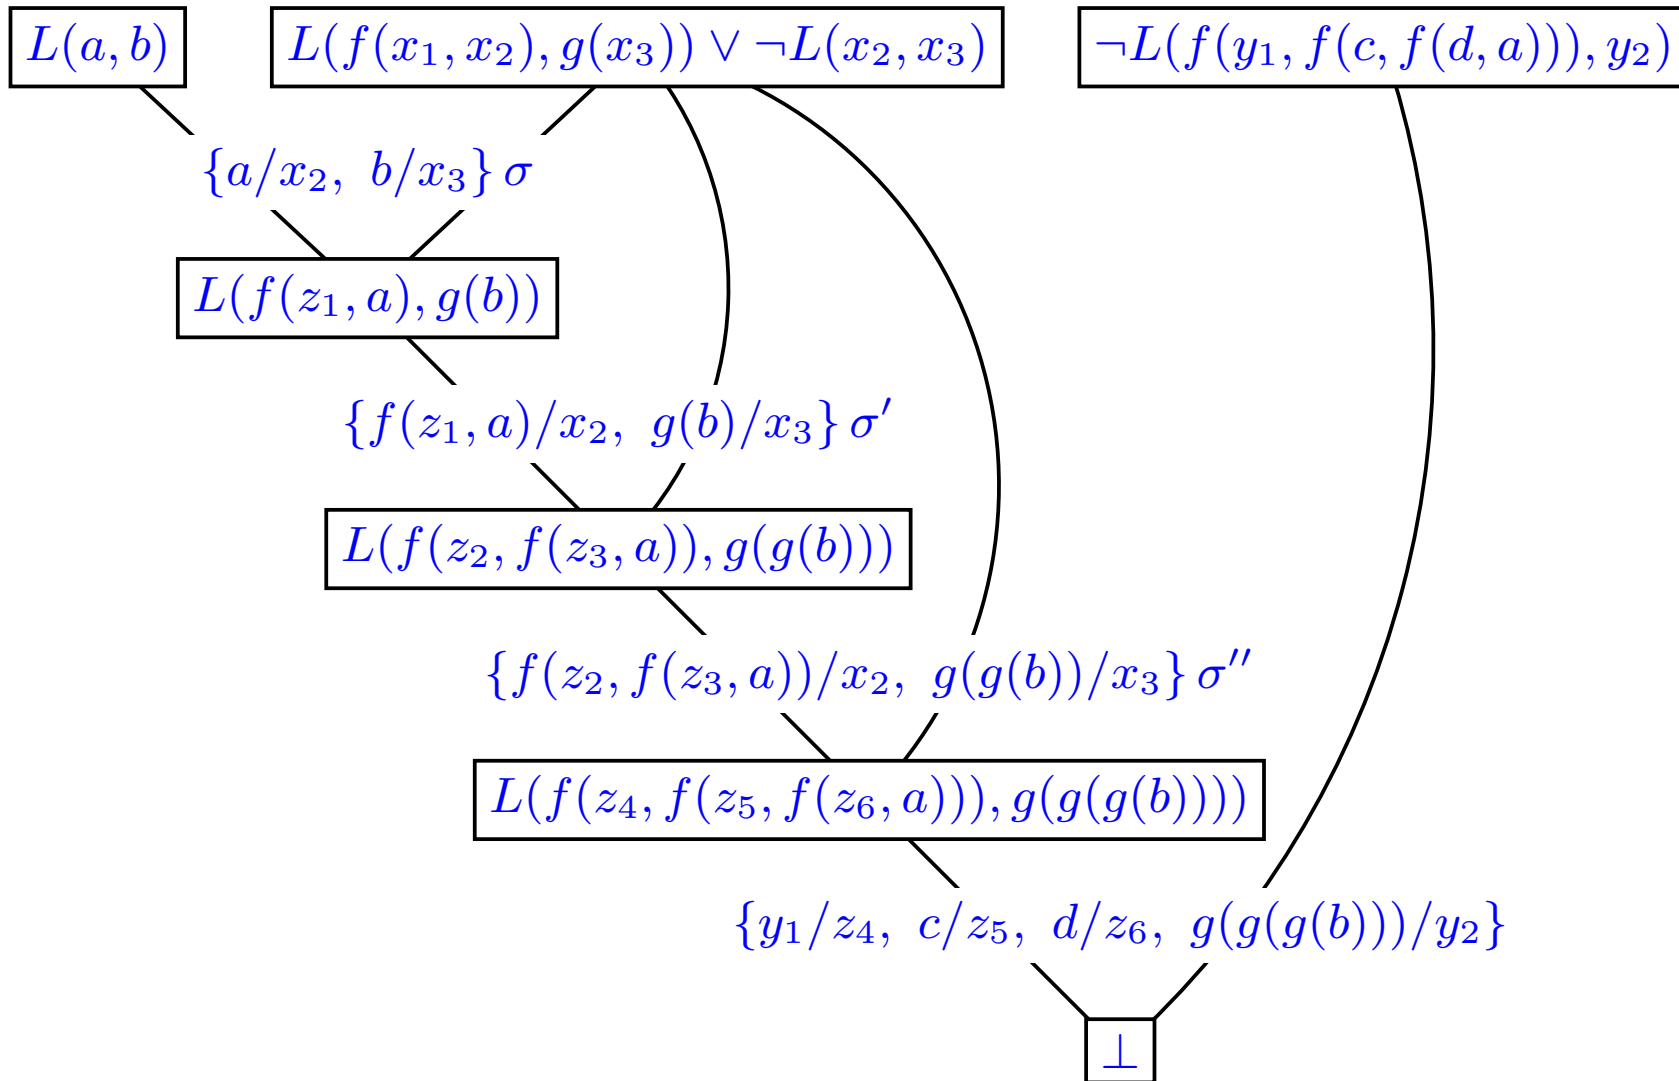 L(a, b)
L(f(x₁, x₂), g(x₃)) ∨ ¬L(x₂, x₃)
¬L(f(y₁, f(c, f(d, a))), y₂)
{a/x₂, b/x₃} σ
L(f(z₁, a), g(b))
{f(z₁, a)/x₂, g(b)/x₃} σ′
L(f(z₂, f(z₃, a)), g(g(b)))
{f(z₂, f(z₃, a))/x₂, g(g(b))/x₃} σ′′
L(f(z₄, f(z₅, f(z₆, a))), g(g(g(b))))
{y₁/z₄, c/z₅, d/z₆, g(g(g(b)))/y₂}
⊥